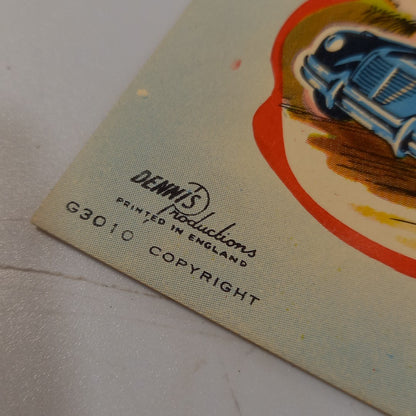 DENNIS
Productions
PRINTED IN ENGLAND
G3010 COPYRIGHT